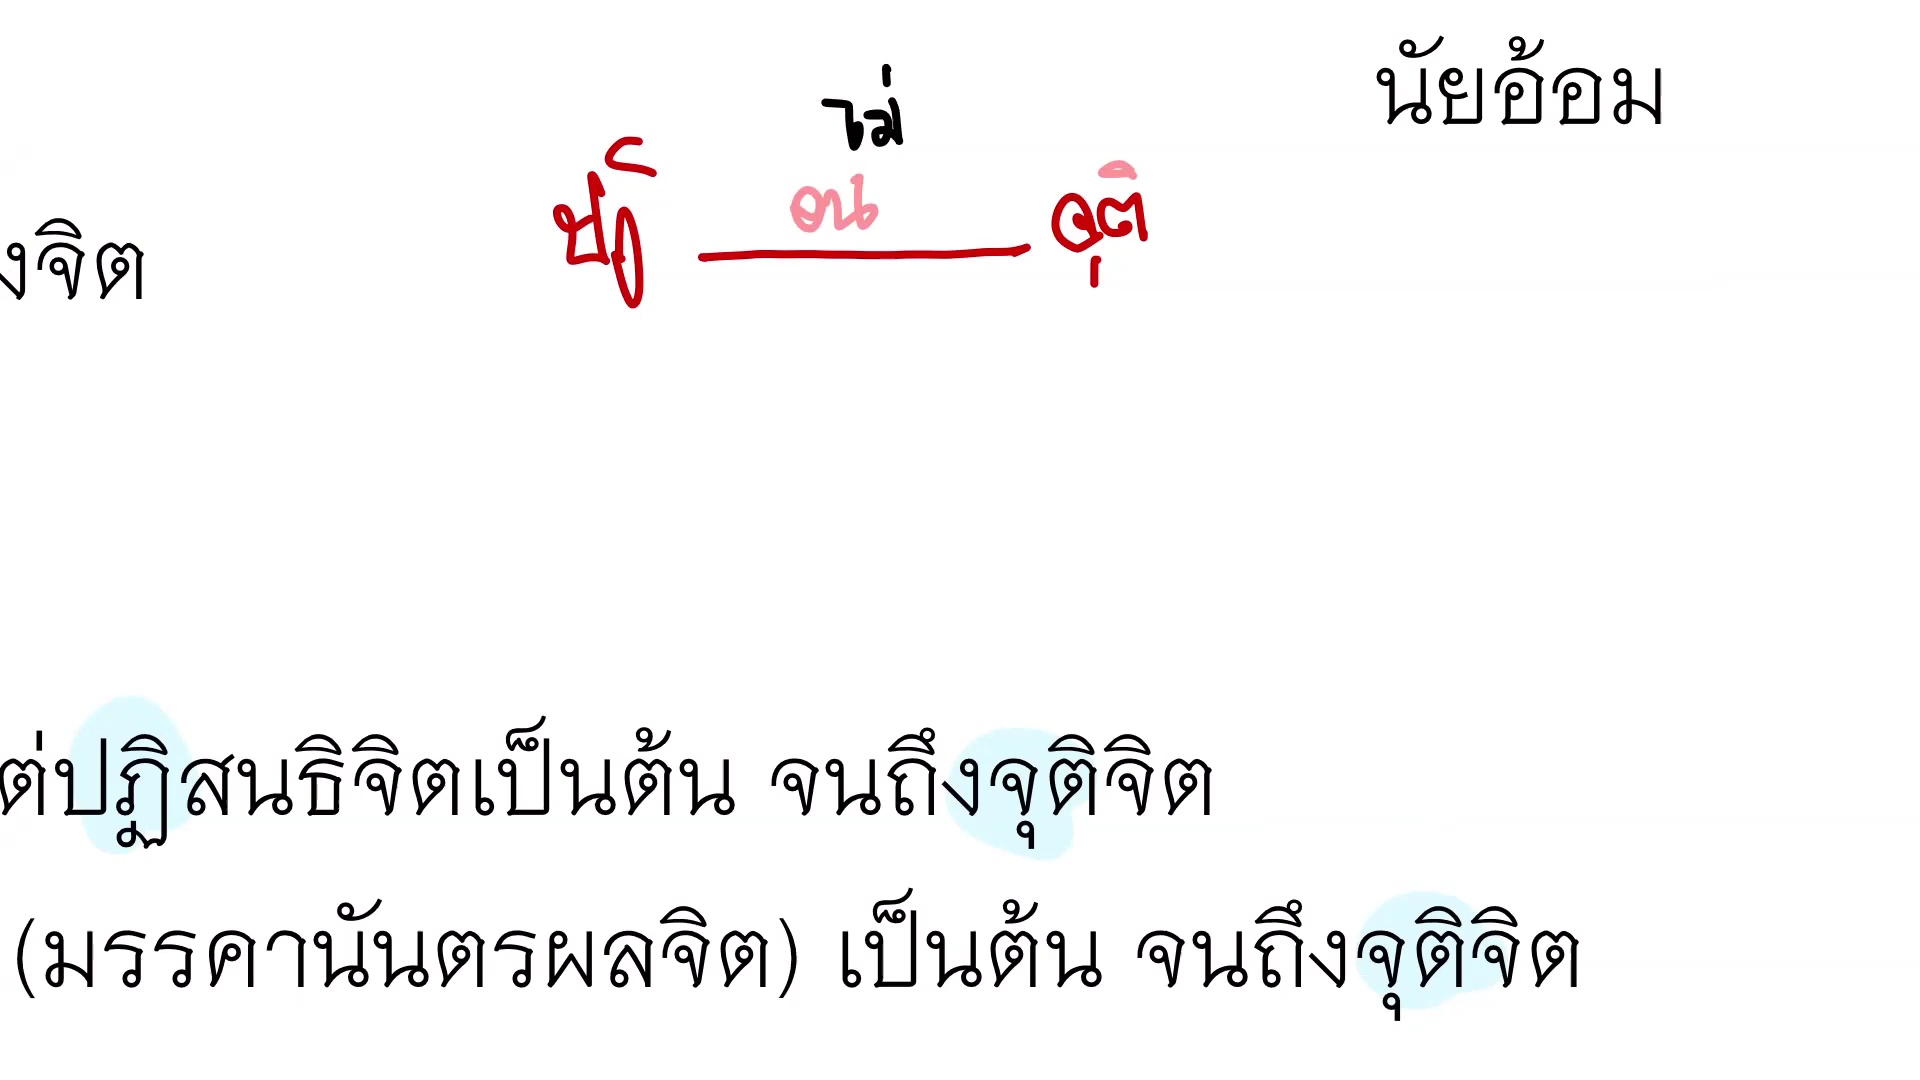 นัยอ้อม
ไม่
ปฏิ อน จุติ
งจิต
ต่ปฏิสนธิจิตเป็นต้น จนถึงจุติจิต
(มรรคานันตรผลจิต) เป็นต้น จนถึงจุติจิต